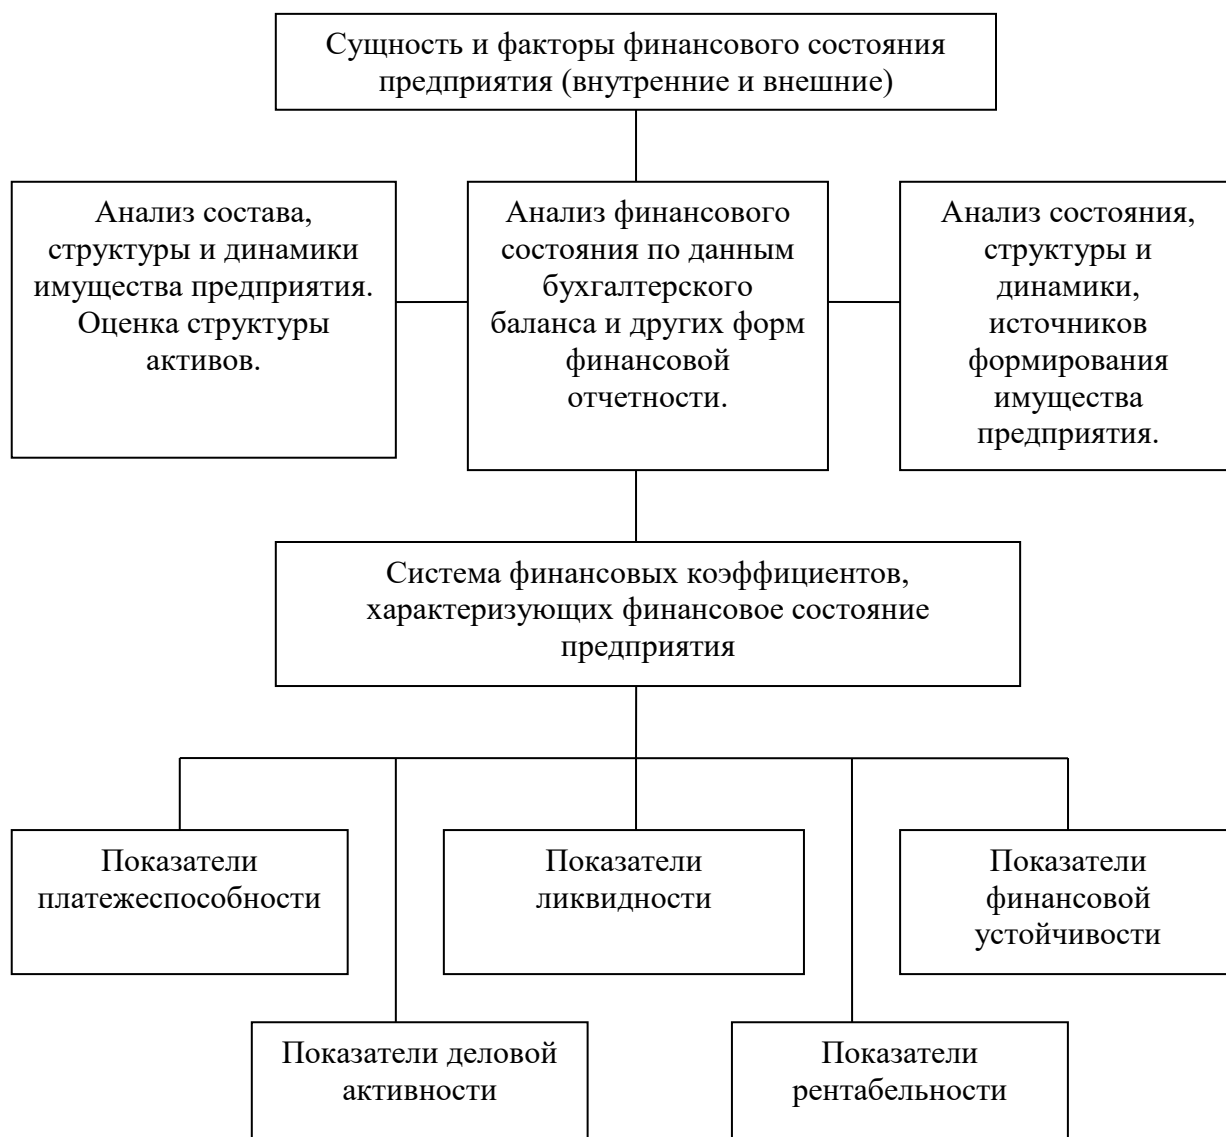 Сущность и факторы финансового состояния
предприятия (внутренние и внешние)
Анализ состава,
структуры и динамики
имущества предприятия.
Оценка структуры
активов.
Анализ финансового
состояния по данным
бухгалтерского
баланса и других форм
финансовой
отчетности.
Анализ состояния,
структуры и
динамики,
источников
формирования
имущества
предприятия.
Система финансовых коэффициентов,
характеризующих финансовое состояние
предприятия
Показатели
платежеспособности
Показатели
ликвидности
Показатели
финансовой
устойчивости
Показатели деловой
активности
Показатели
рентабельности